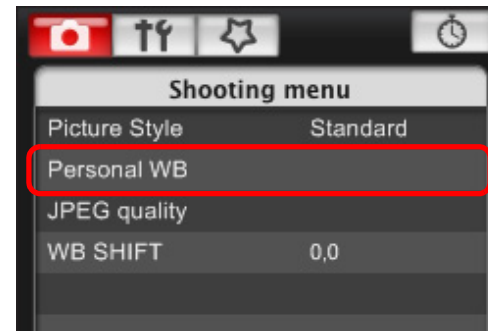 Shooting menu
Picture Style Standard
Personal WB
JPEG quality
WB SHIFT 0,0